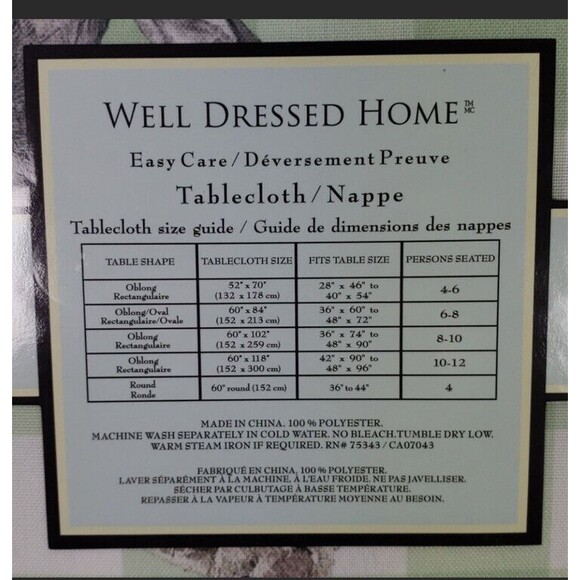 WELL DRESSED HOME TM MC
Easy Care / Déversement Preuve
Tablecloth / Nappe
Tablecloth size guide / Guide de dimensions des nappes
TABLE SHAPE TABLECLOTH SIZE FITS TABLE SIZE PERSONS SEATED
Oblong 52" x 70" 28" x 46" to 4-6
Rectangulaire (132 x 178 cm) 40" x 54"
Oblong/Oval 60" x 84" 36" x 60" to 6-8
Rectangulaire/Ovale (152 x 213 cm) 48" x 72"
Oblong 60" x 102" 36" x 74" to 8-10
Rectangulaire (152 x 259 cm) 48" x 90"
Oblong 60" x 118" 42" x 90" to 10-12
Rectangulaire (152 x 300 cm) 48" x 96"
Round 60" round (152 cm) 36" to 44" 4
Ronde
MADE IN CHINA. 100 % POLYESTER.
MACHINE WASH SEPARATELY IN COLD WATER. NO BLEACH.TUMBLE DRY LOW.
WARM STEAM IRON IF REQUIRED. RN# 75343 / CA07043
FABRIQUÉ EN CHINA. 100 % POLYESTER.
LAVER SÉPARÉMENT À LA MACHINE, À L'EAU FROIDE. NE PAS JAVELLISER.
SÉCHER PAR CULBUTAGE À BASSE TEMPÉRATURE.
REPASSER À LA VAPEUR À TEMPÉRATURE MOYENNE AU BESOIN.